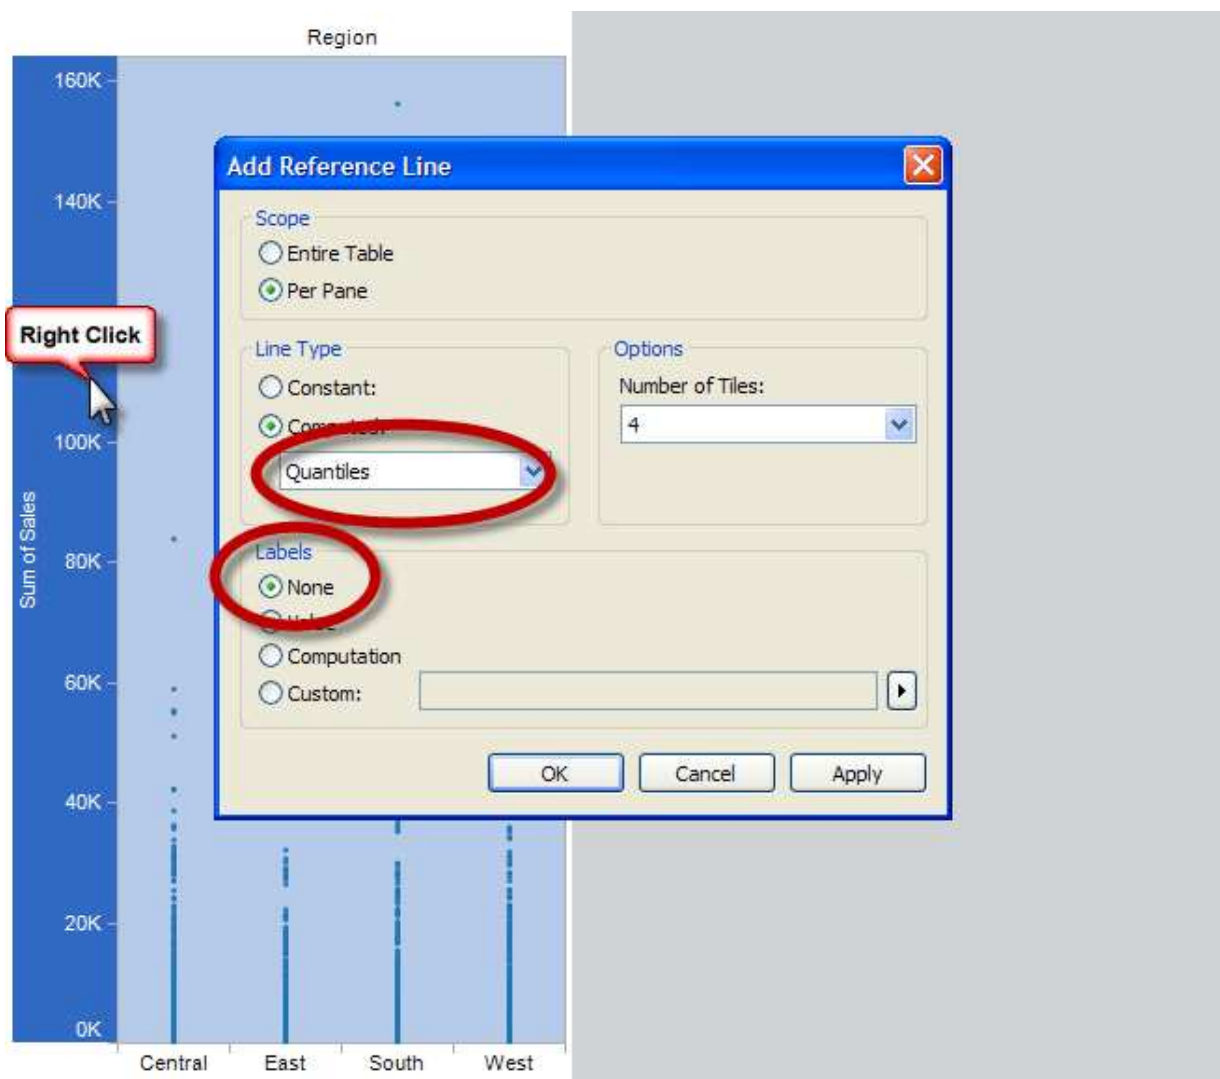 Region
160K
140K
100K
80K
60K
40K
20K
0K
Sum of Sales
Right Click
Add Reference Line
Scope
Entire Table
Per Pane
Line Type
Constant:
Computed:
Quantiles
Options
Number of Tiles:
4
Labels
None
Value
Computation
Custom:
OK Cancel Apply
Central East South West